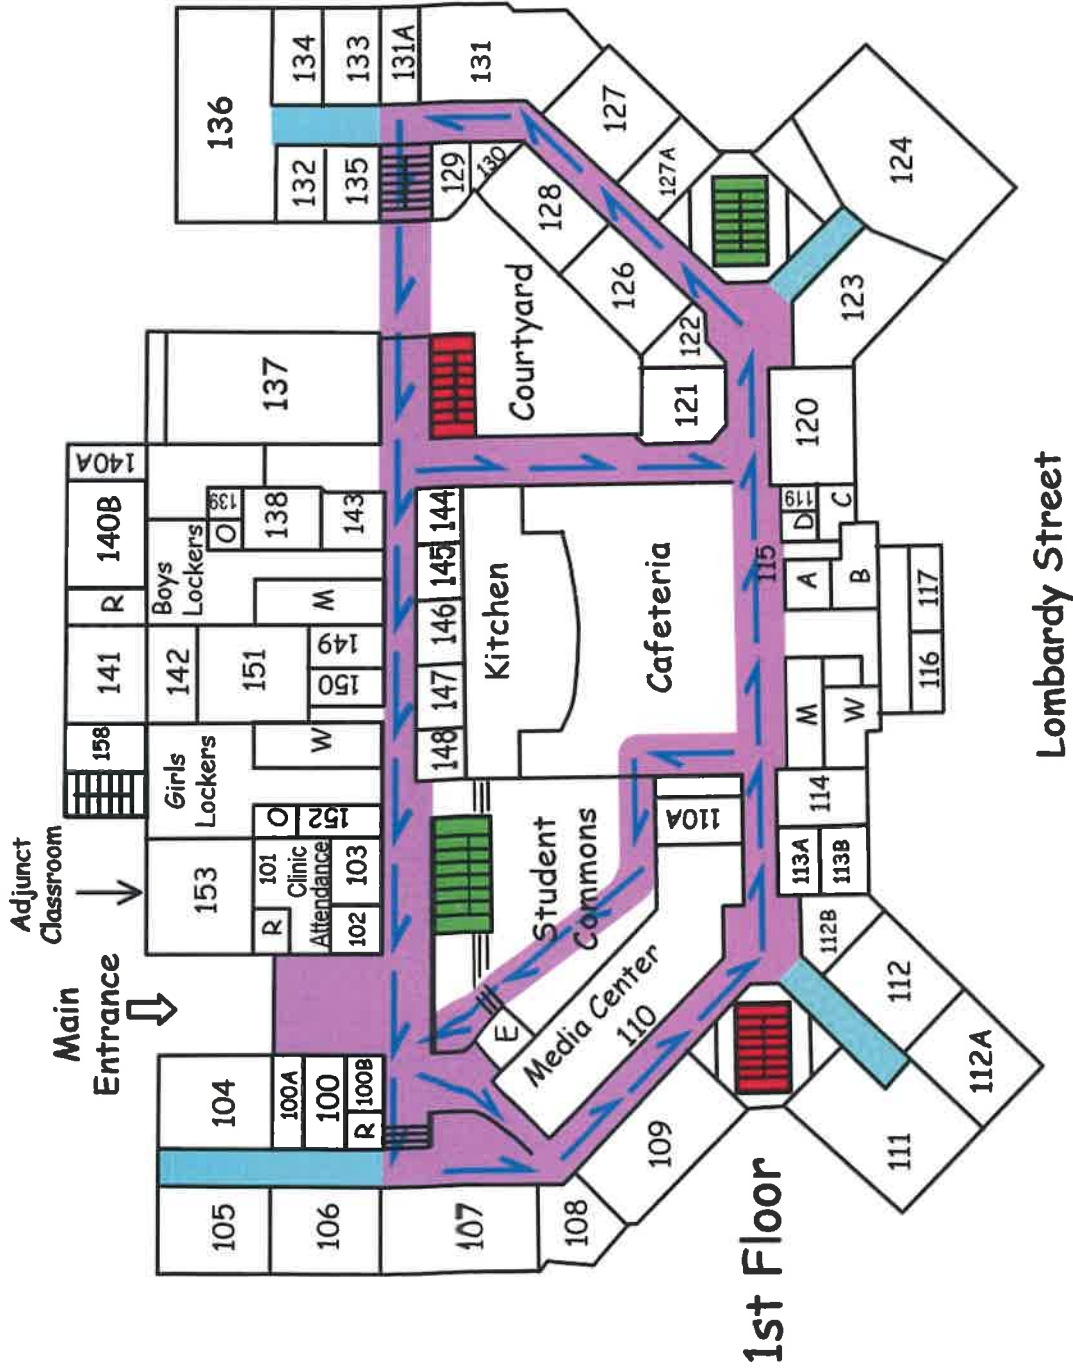 Adjunct
Classroom
Main
Entrance
140A
140B
R
141
158
136
105
104
153
Girls
Lockers
142
Boys
Lockers
139
O
106
100A
100
100B
R
R
101
Clinic
Attendance
102
103
O
152
W
151
150
149
M
138
143
137
132
135
134
133
131A
131
107
148
147
146
145
144
129
130
108
E
Student
Commons
Kitchen
Courtyard
128
127
109
Media Center
110
110A
Cafeteria
121
122
126
127A
1st Floor
115
113A
113B
114
M
W
A
B
D
119
C
120
123
124
111
112B
112
112A
116
117
Lombardy Street